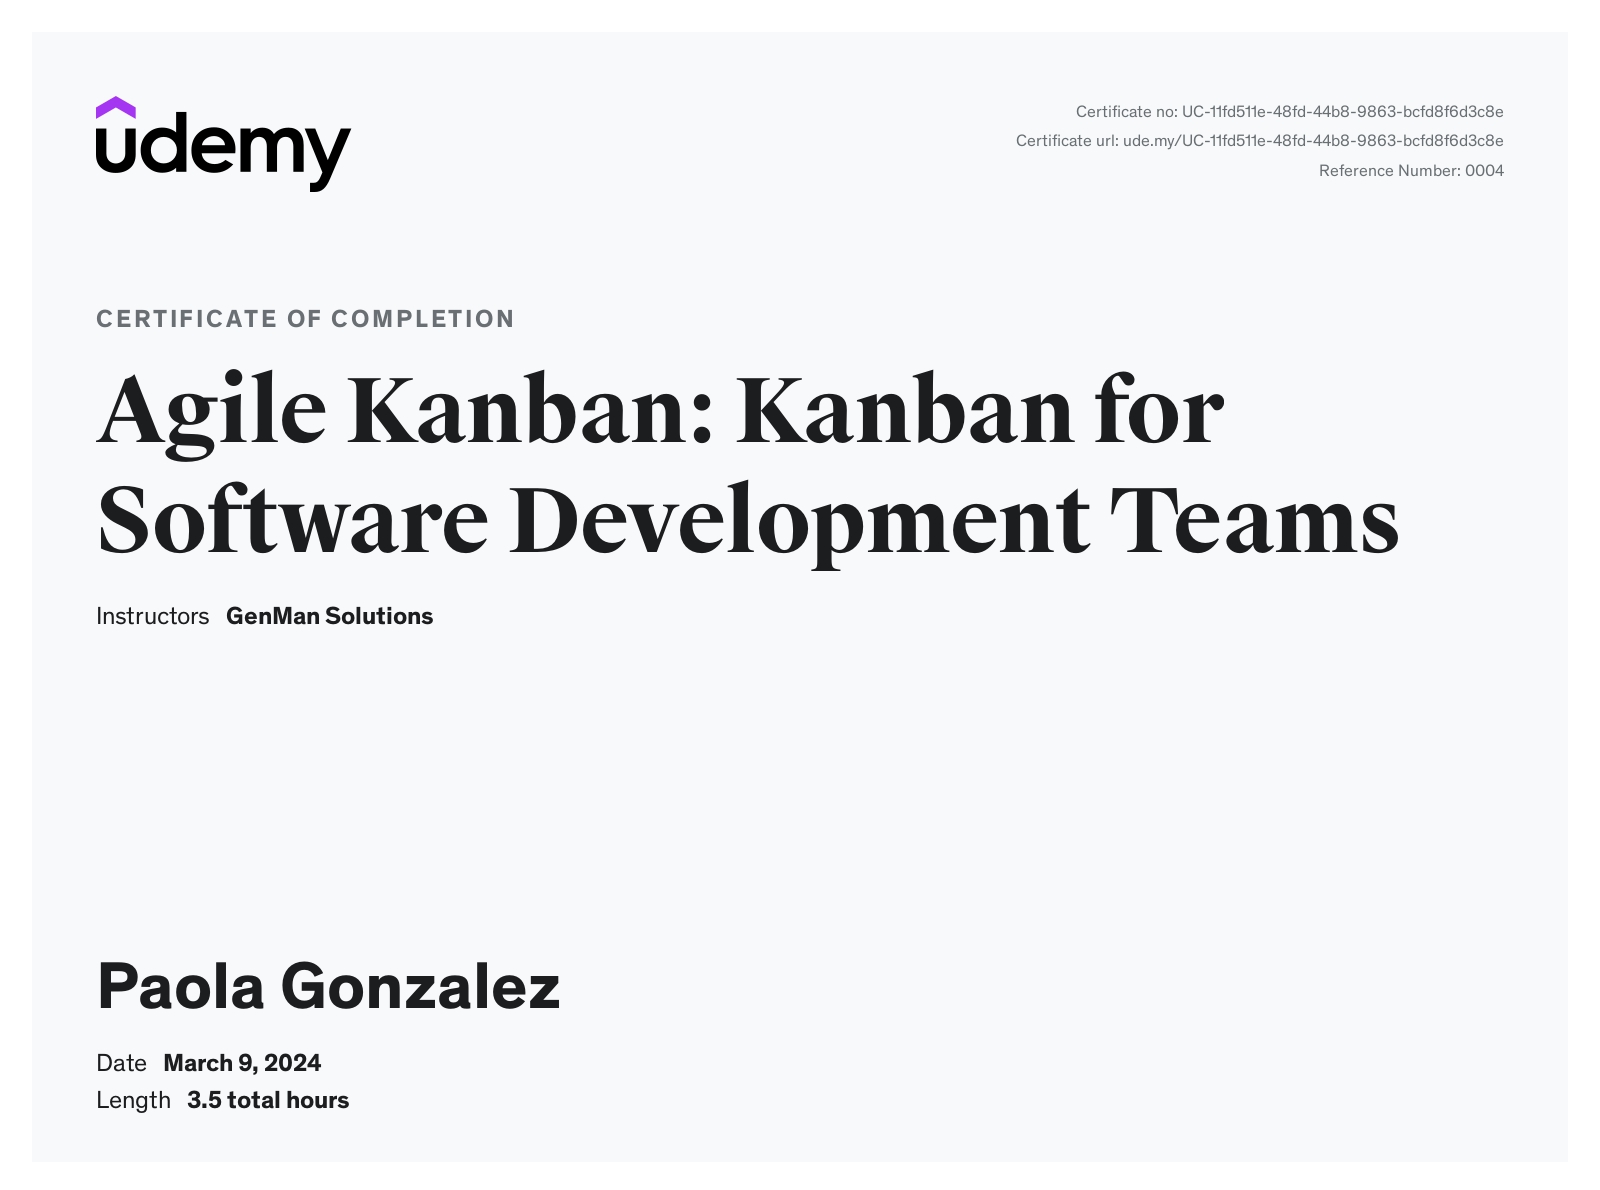 udemy
Certificate no: UC-11fd511e-48fd-44b8-9863-bcfd8f6d3c8e
Certificate url: ude.my/UC-11fd511e-48fd-44b8-9863-bcfd8f6d3c8e
Reference Number: 0004
CERTIFICATE OF COMPLETION
Agile Kanban: Kanban for
Software Development Teams
Instructors GenMan Solutions
Paola Gonzalez
Date March 9, 2024
Length 3.5 total hours